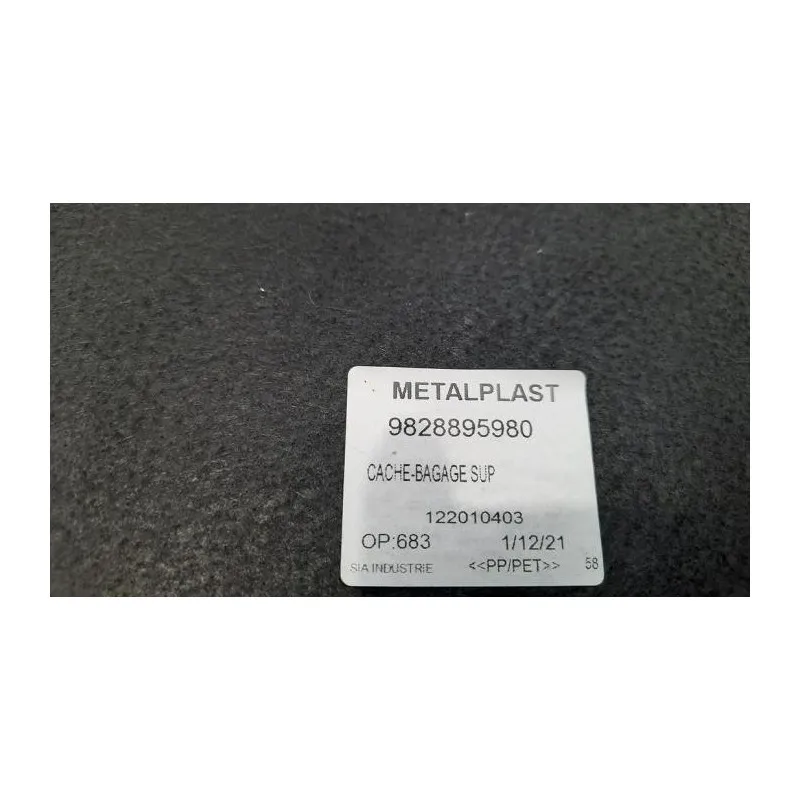 METALPLAST
9828895980
CACHE-BAGAGE SUP
122010403
OP:683 1/12/21
SIA INDUSTRIE <<PP/PET>> 58